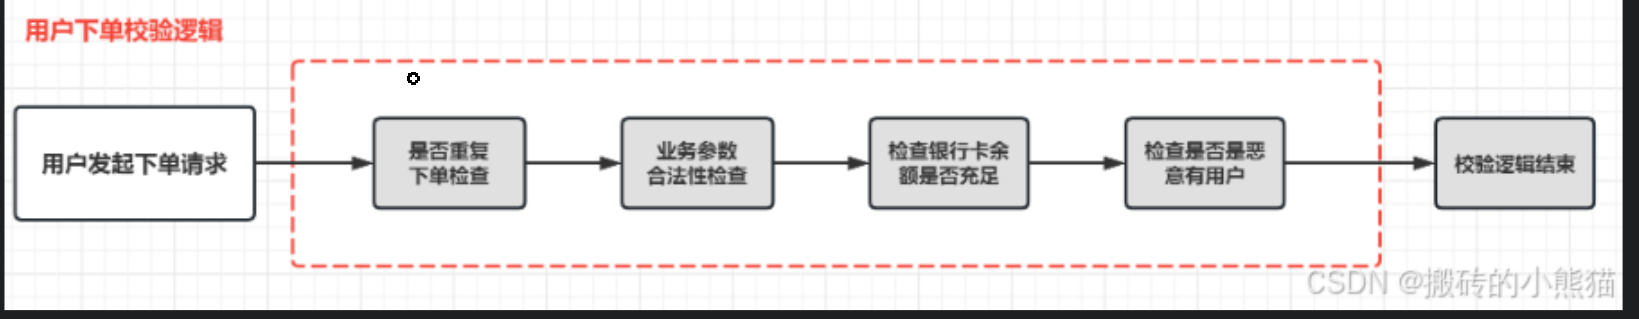 用户下单校验逻辑
用户发起下单请求
是否重复
下单检查
业务参数
合法性检查
检查银行卡余
额是否充足
检查是否是恶
意有用户
校验逻辑结束
CSDN @搬砖的小熊猫